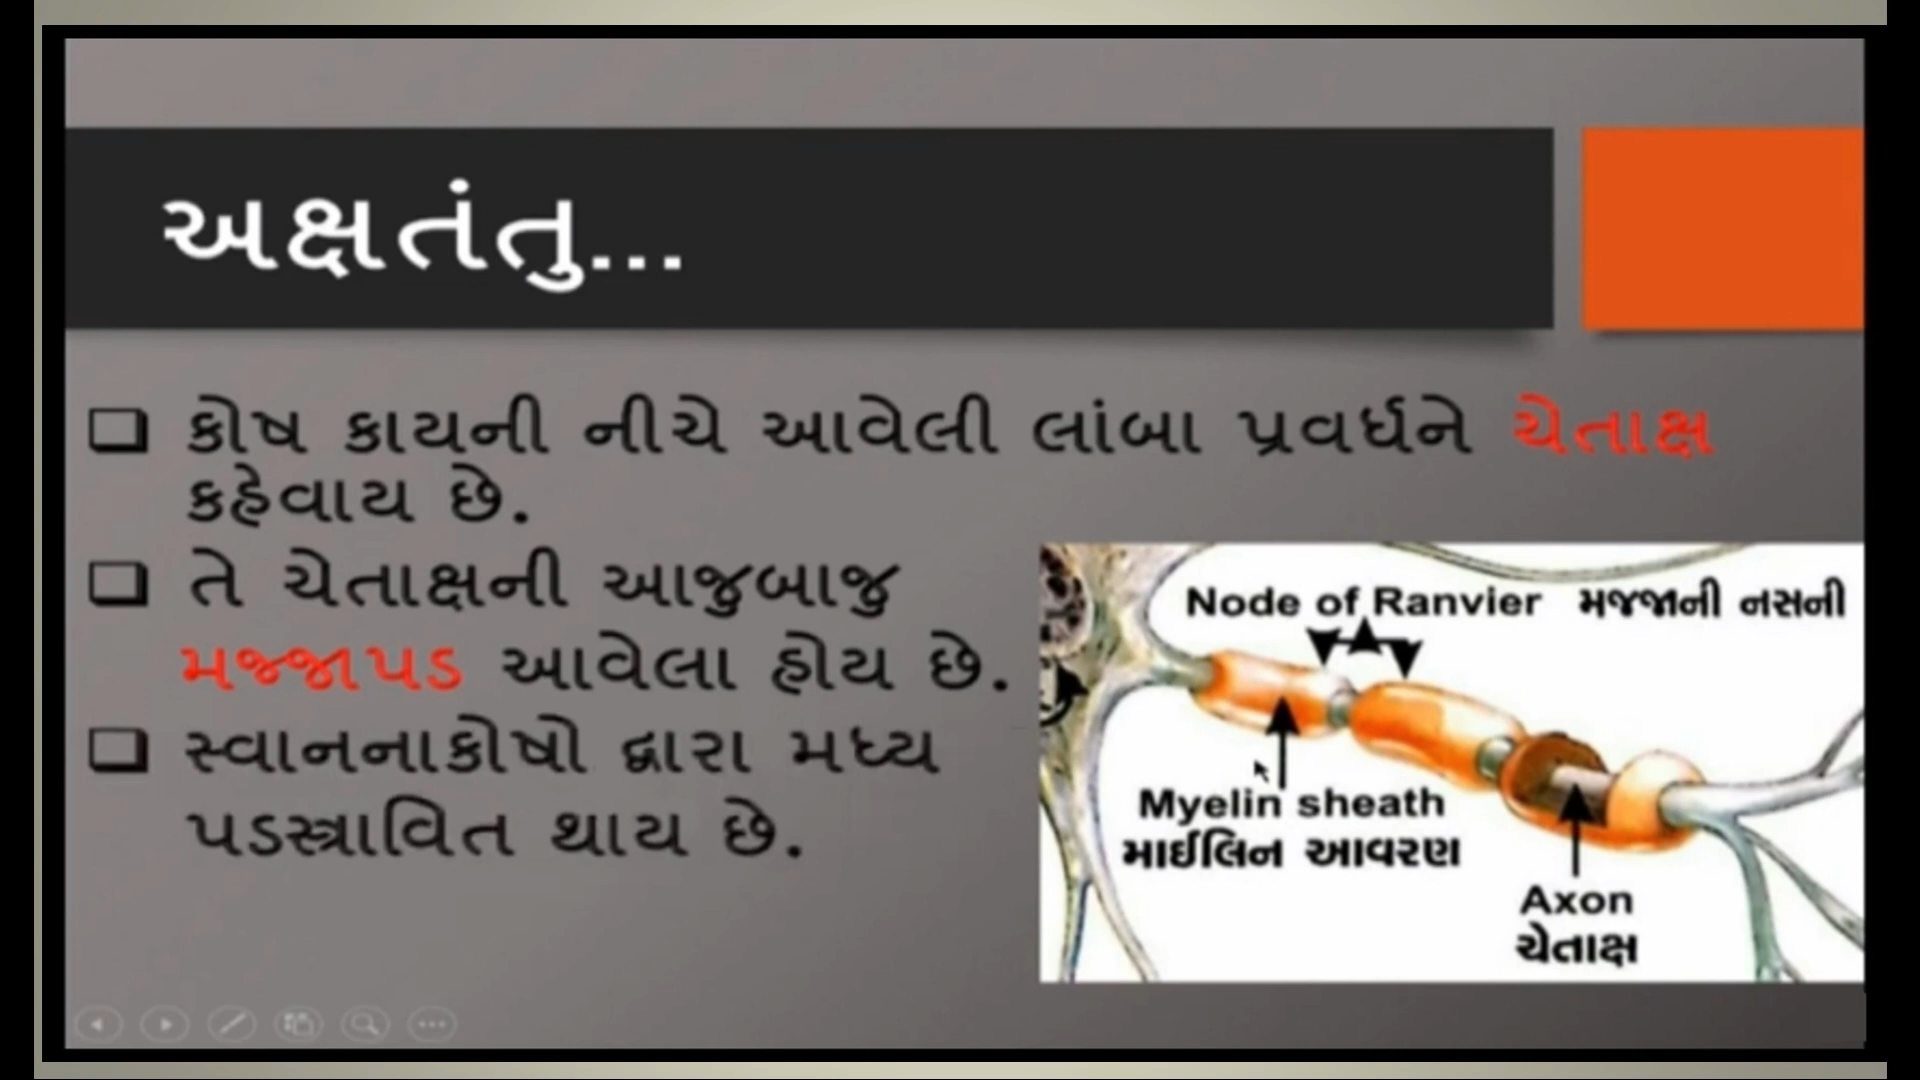 અક્ષતંતુ...
કોષ કાયની નીચે આવેલી લાંબા પ્રવર્ધને ચેતાક્ષ
કહેવાય છે.
તે ચેતાક્ષની આજુબાજુ
મજ્જાપડ આવેલા હોય છે.
સ્વાનનાકોષો દ્વારા મધ્ય
પડસ્ત્રાવિત થાય છે.
Node of Ranvier મજ્જાની નસની
Myelin sheath
માઈલિન આવરણ
Axon
ચેતાક્ષ